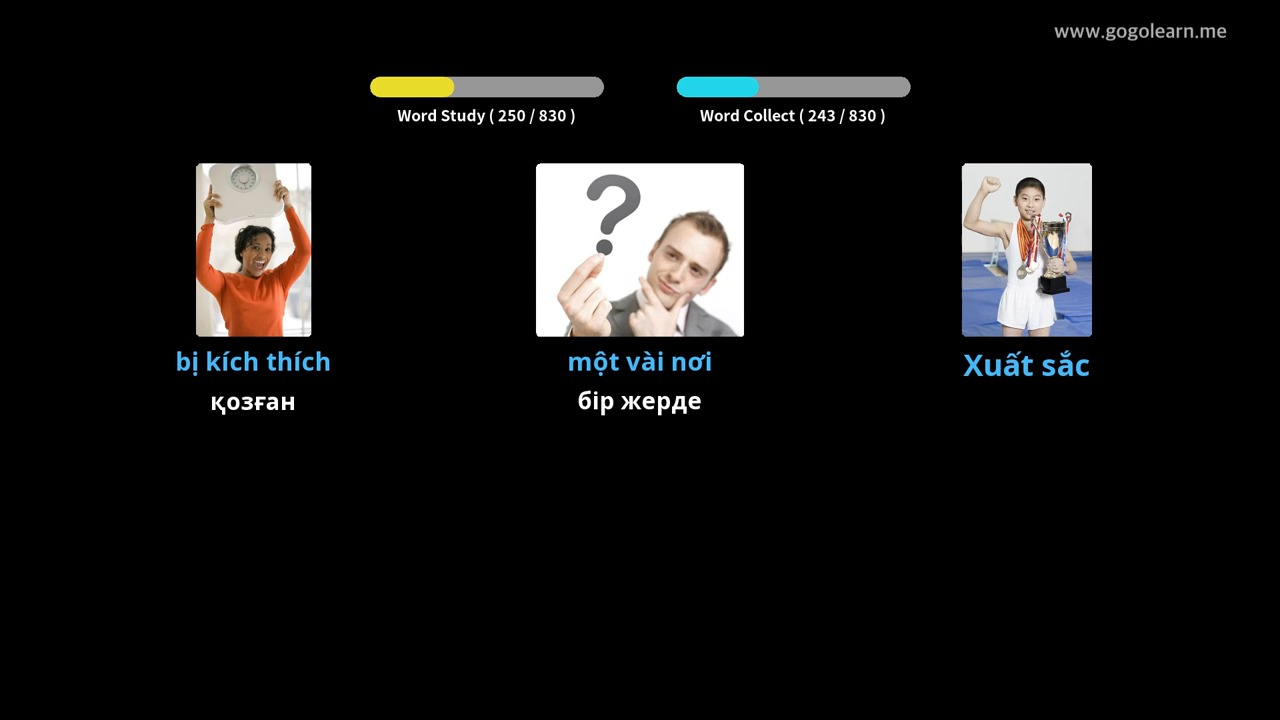 www.gogolearn.me
Word Study ( 250 / 830 )
Word Collect ( 243 / 830 )
bị kích thích
қозған
một vài nơi
бір жерде
Xuất sắc